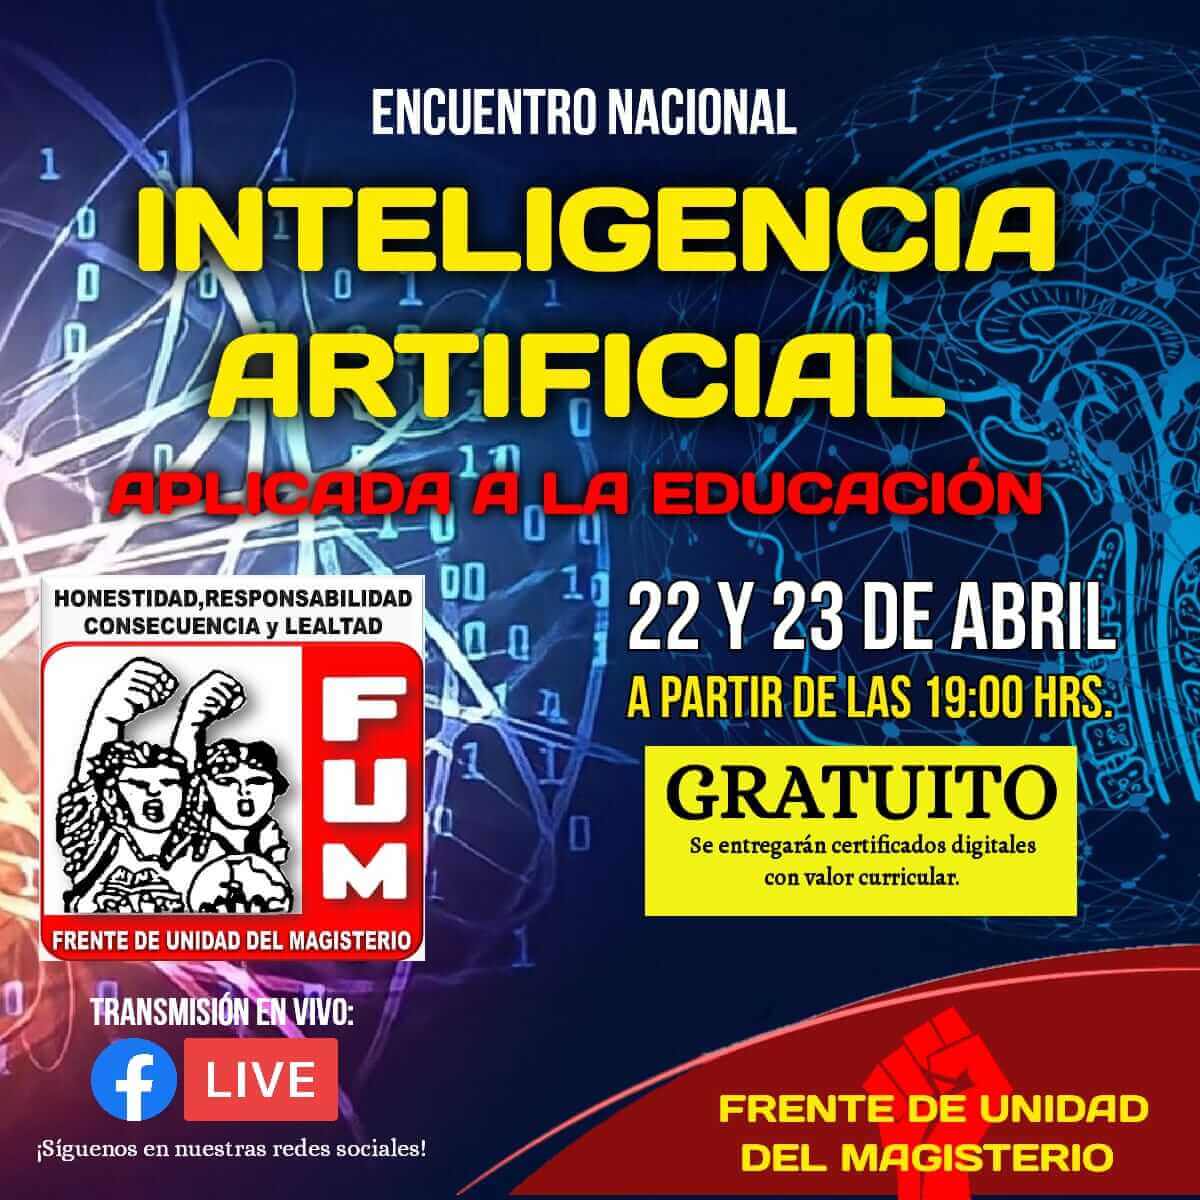 ENCUENTRO NACIONAL
INTELIGENCIA
ARTIFICIAL
APLICADA A LA EDUCACIÓN
HONESTIDAD,RESPONSABILIDAD
CONSECUENCIA y LEALTAD
FUM
FRENTE DE UNIDAD DEL MAGISTERIO
22 Y 23 DE ABRIL
A PARTIR DE LAS 19:00 HRS.
GRATUITO
Se entregarán certificados digitales
con valor curricular.
TRANSMISIÓN EN VIVO:
f LIVE
¡Síguenos en nuestras redes sociales!
FRENTE DE UNIDAD
DEL MAGISTERIO